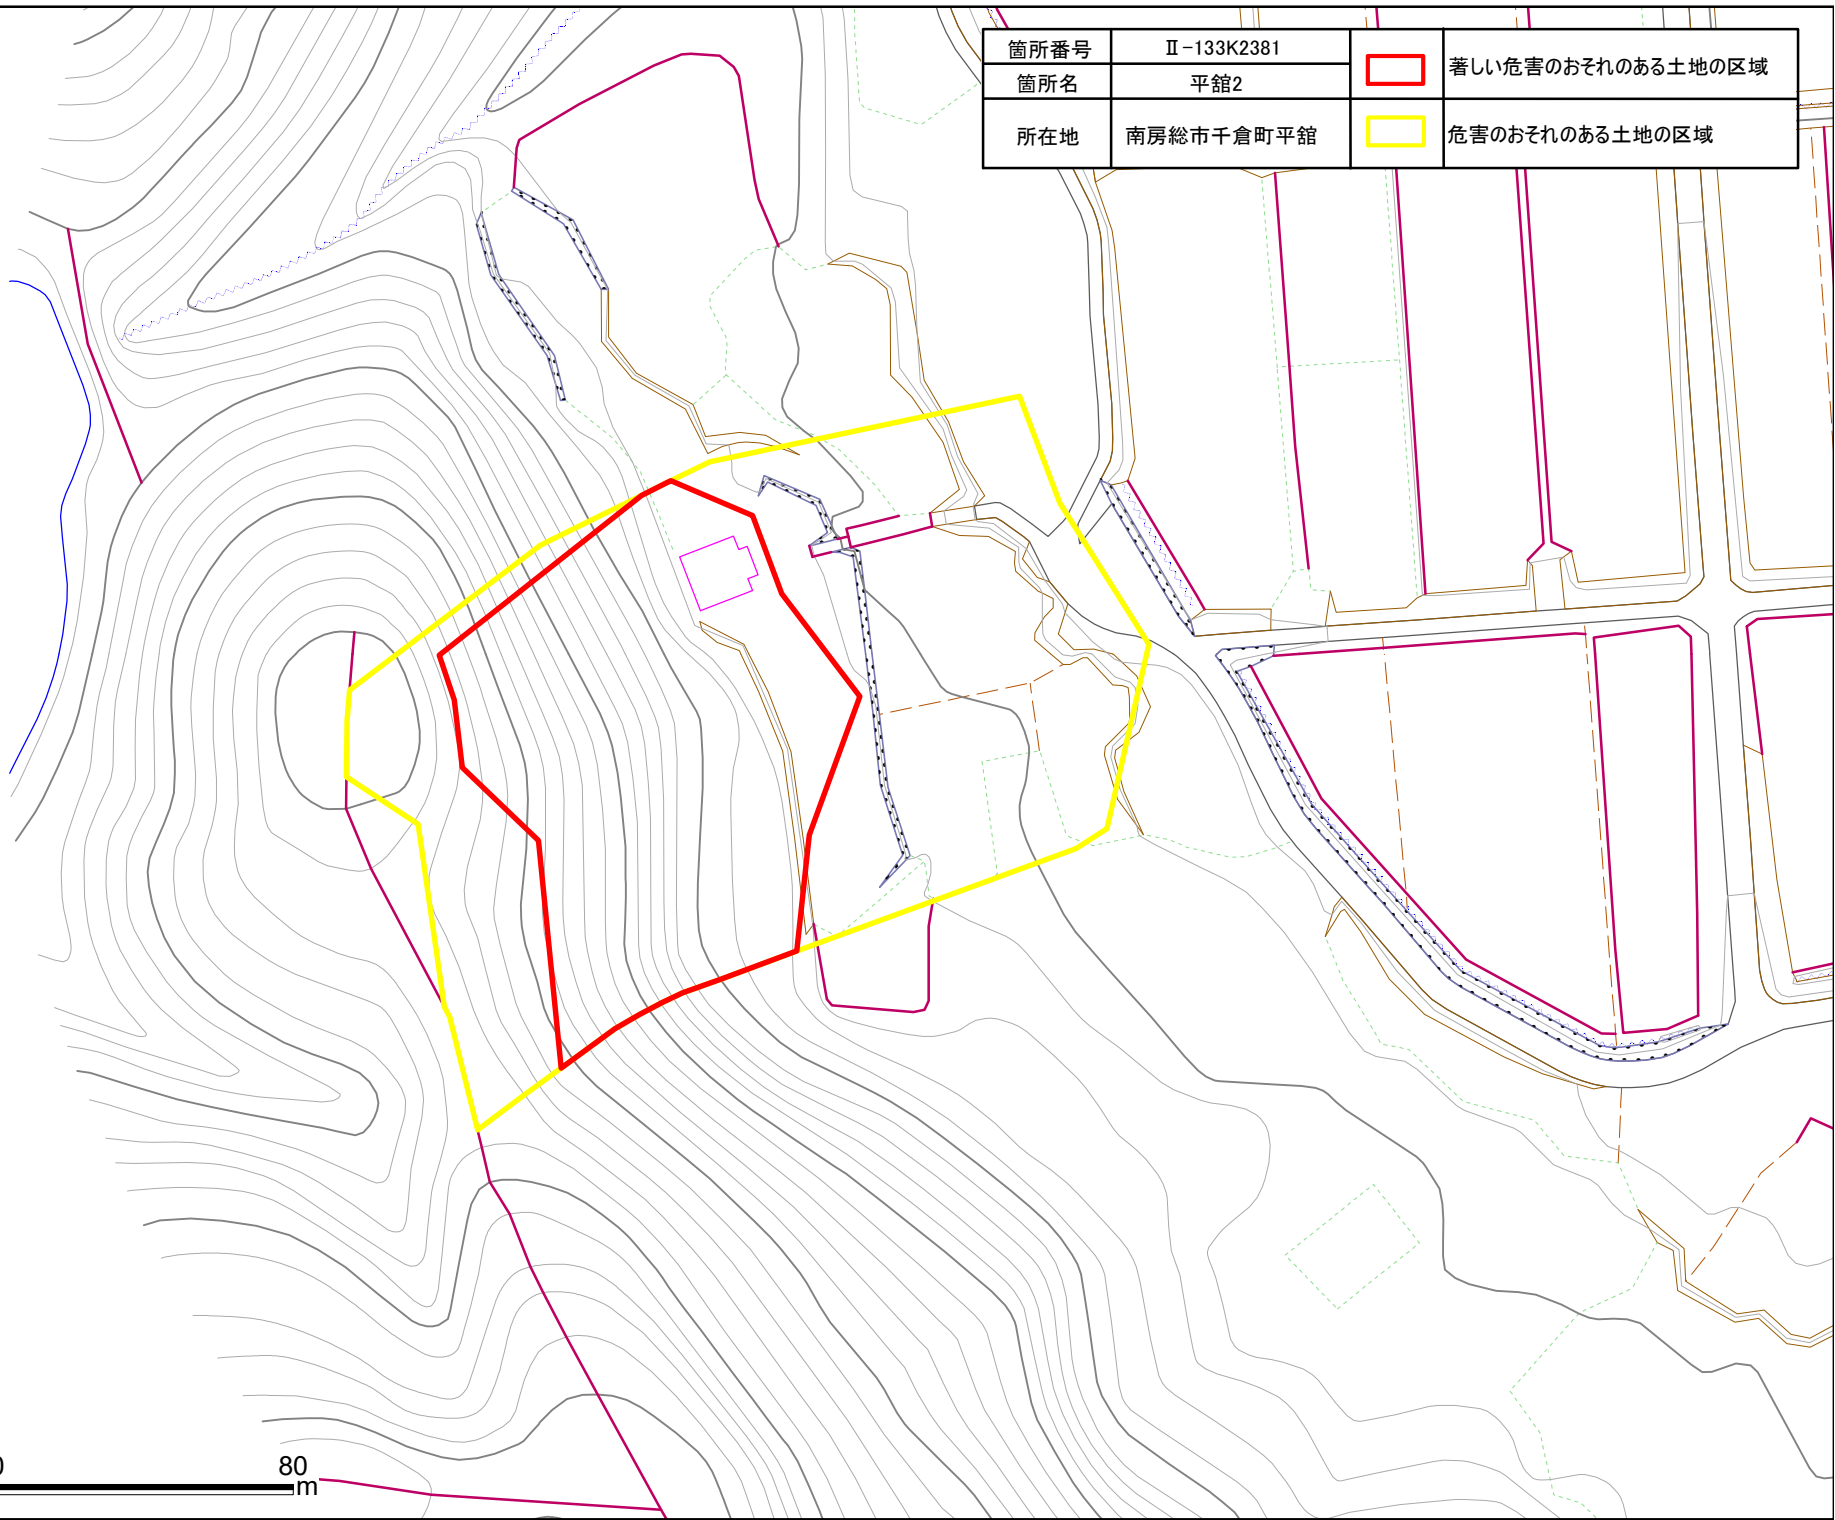 箇所番号 Ⅱ-133K2381
箇所名 平舘2
所在地 南房総市千倉町平舘
著しい危害のおそれのある土地の区域
危害のおそれのある土地の区域
80
m